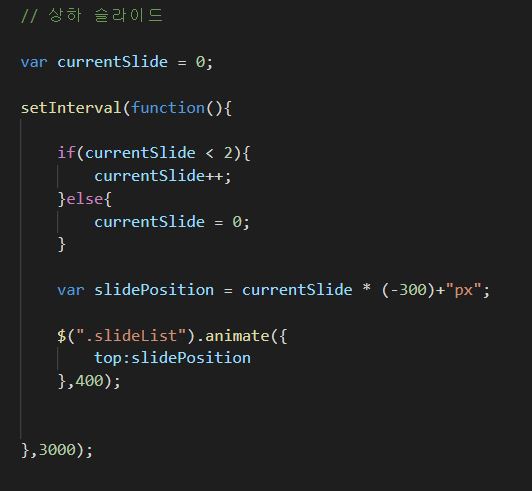 // 상하 슬라이드
var currentSlide = 0;
setInterval(function(){
if(currentSlide < 2){
currentSlide++;
}else{
currentSlide = 0;
}
var slidePosition = currentSlide * (-300)+"px";
$(".slideList").animate({
top:slidePosition
},400);
},3000);